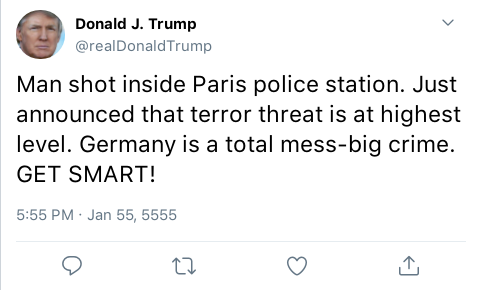 Donald J. Trump
@realDonaldTrump
Man shot inside Paris police station. Just
announced that terror threat is at highest
level. Germany is a total mess-big crime.
GET SMART!
5:55 PM · Jan 55, 5555